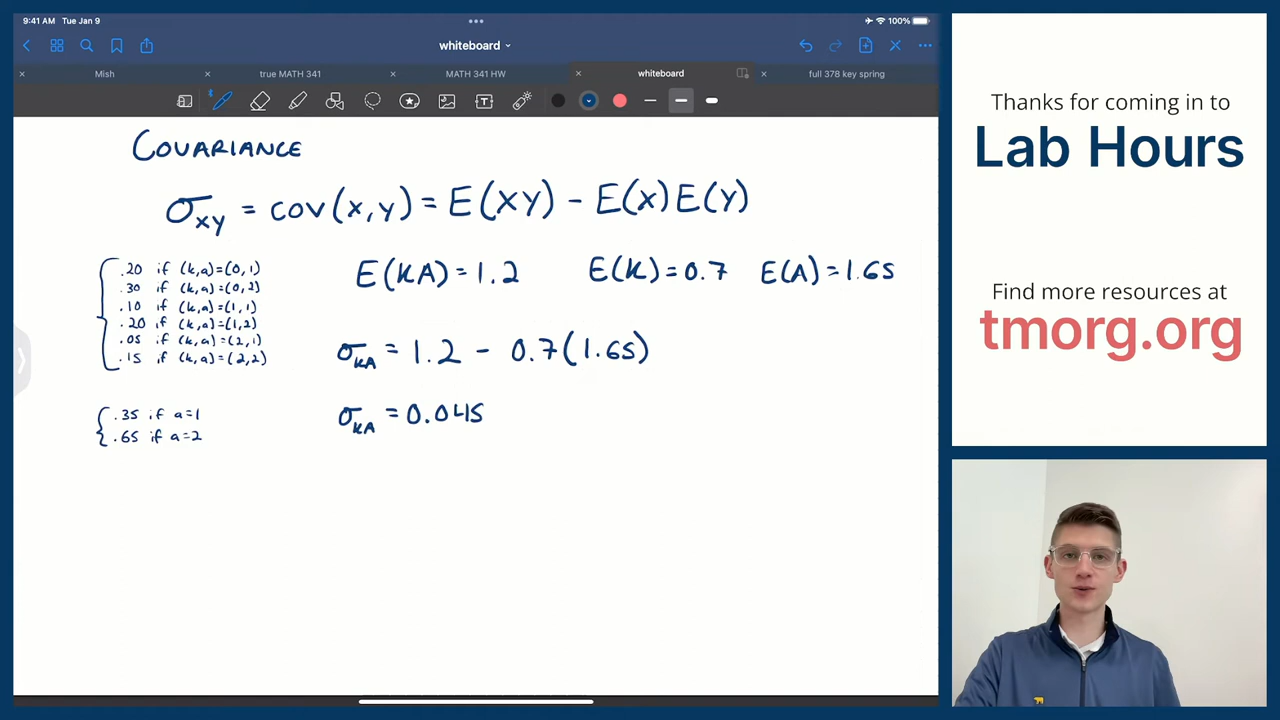 9:41 AM Tue Jan 9
100%
whiteboard
Mish
true MATH 341
MATH 341 HW
whiteboard
full 378 key spring
COVARIANCE
σ_XY = cov(x,y) = E(XY) - E(X)E(Y)
.20 if (k,a)=(0,1)
.30 if (k,a)=(0,2)
.10 if (k,a)=(1,1)
.20 if (k,a)=(1,2)
.05 if (k,a)=(2,1)
.15 if (k,a)=(2,2)
E(KA)=1.2 E(K)=0.7 E(A)=1.65
σ_KA = 1.2 - 0.7(1.65)
σ_KA = 0.045
.35 if a=1
.65 if a=2
Thanks for coming in to
Lab Hours
Find more resources at
tmorg.org